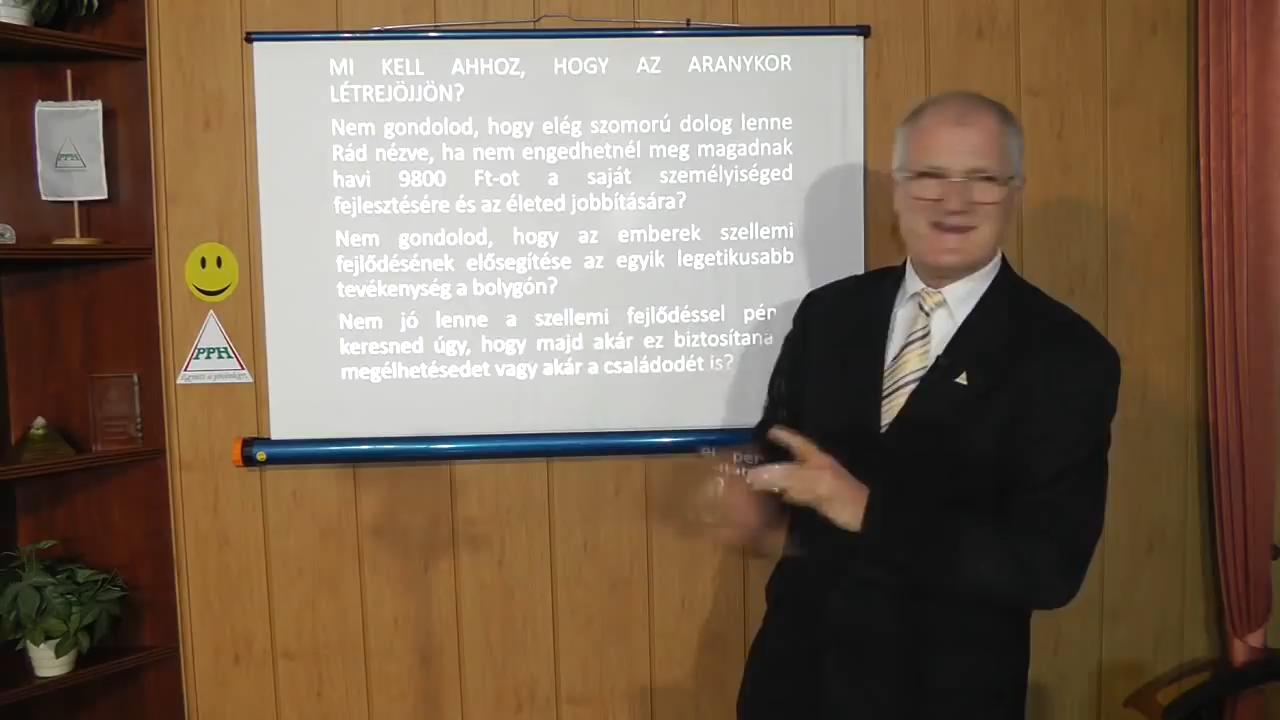 MI KELL AHHOZ, HOGY AZ ARANYKOR
LÉTREJÖJJÖN?
Nem gondolod, hogy elég szomorú dolog lenne
Rád nézve, ha nem engedhetnél meg magadnak
havi 9800 Ft-ot a saját személyiséged
fejlesztésére és az életed jobbítására?
Nem gondolod, hogy az emberek szellemi
fejlődésének elősegítése az egyik legetikusabb
tevékenység a bolygón?
Nem jó lenne a szellemi fejlődéssel pén
keresned úgy, hogy majd akár ez biztosítana
megélhetésedet vagy akár a családodét is?
PPH
PPH